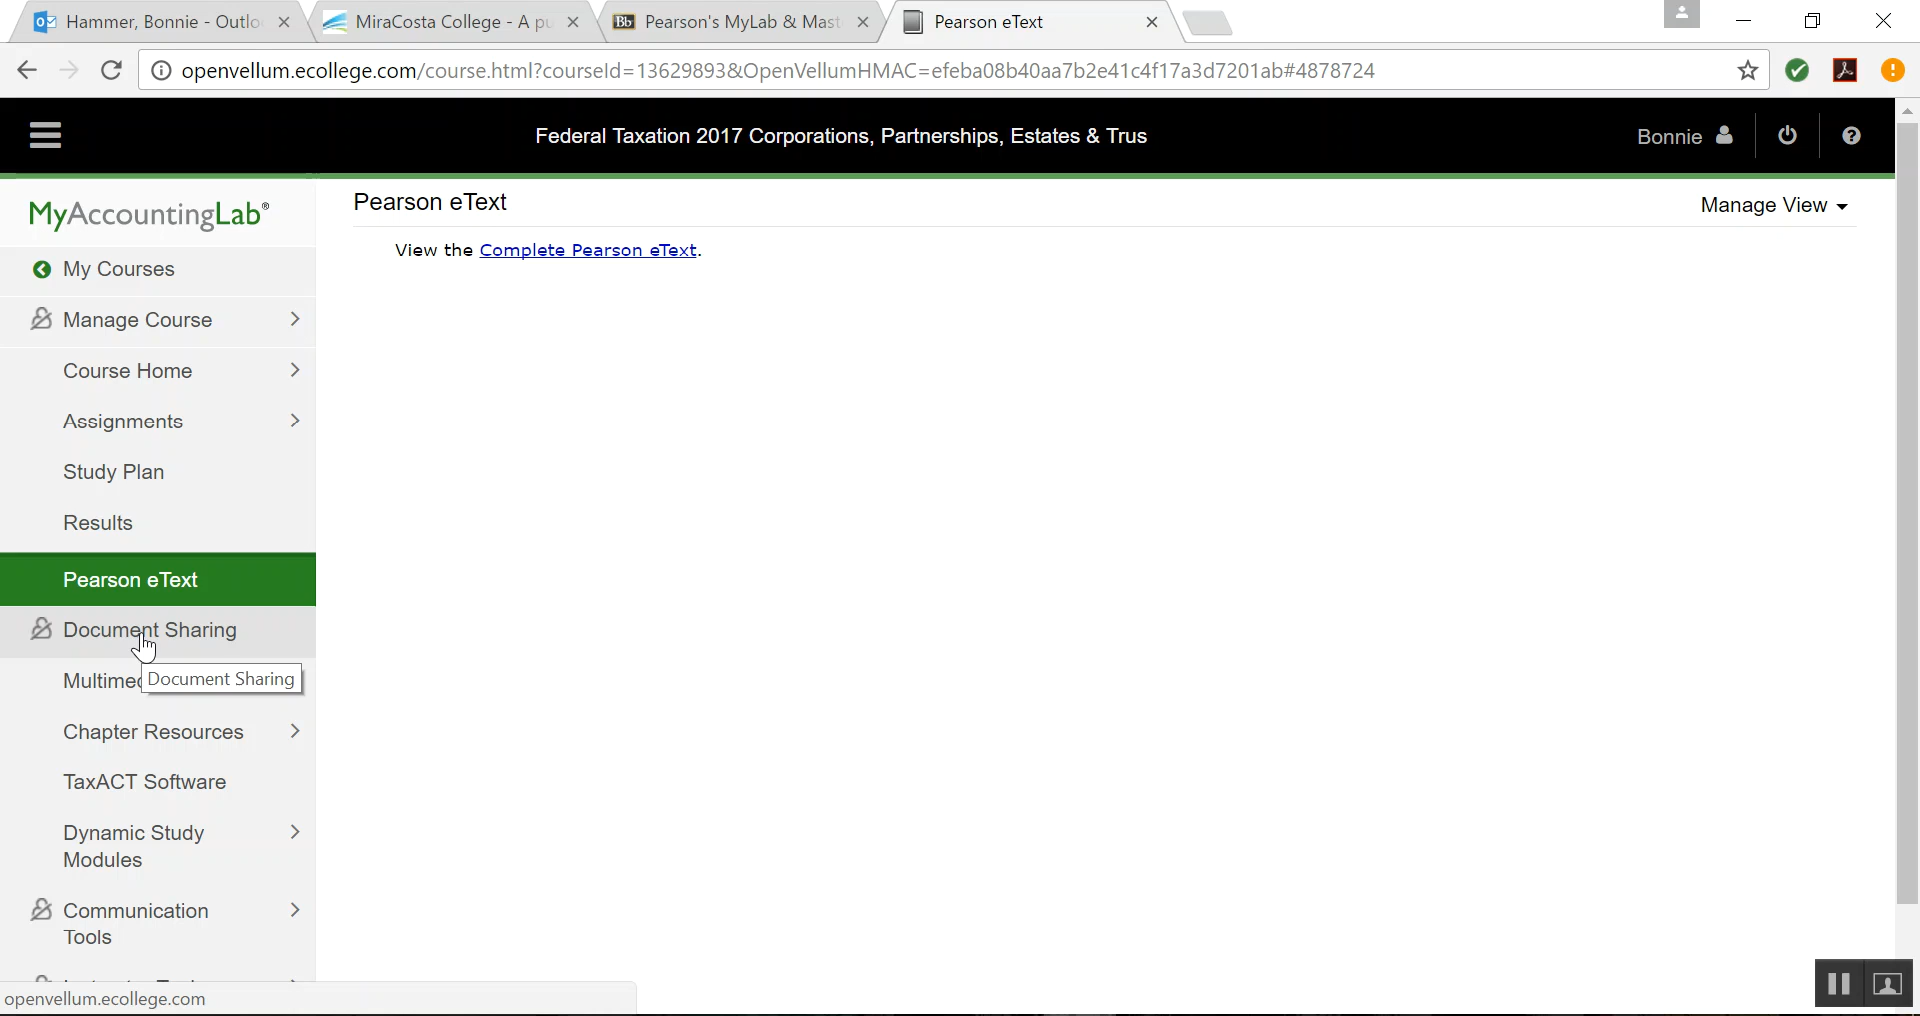 Hammer, Bonnie - Outlo
MiraCosta College - A pu
Bb Pearson's MyLab & Mast
Pearson eText
openvellum.ecollege.com/course.html?courseId=13629893&OpenVellumHMAC=efeba08b40aa7b2e41c4f17a3d7201ab#4878724
Federal Taxation 2017 Corporations, Partnerships, Estates & Trus
Bonnie
MyAccountingLab®
Pearson eText
Manage View
View the Complete Pearson eText.
My Courses
Manage Course
Course Home
Assignments
Study Plan
Results
Pearson eText
Document Sharing
Multimed
Document Sharing
Chapter Resources
TaxACT Software
Dynamic Study
Modules
Communication
Tools
openvellum.ecollege.com